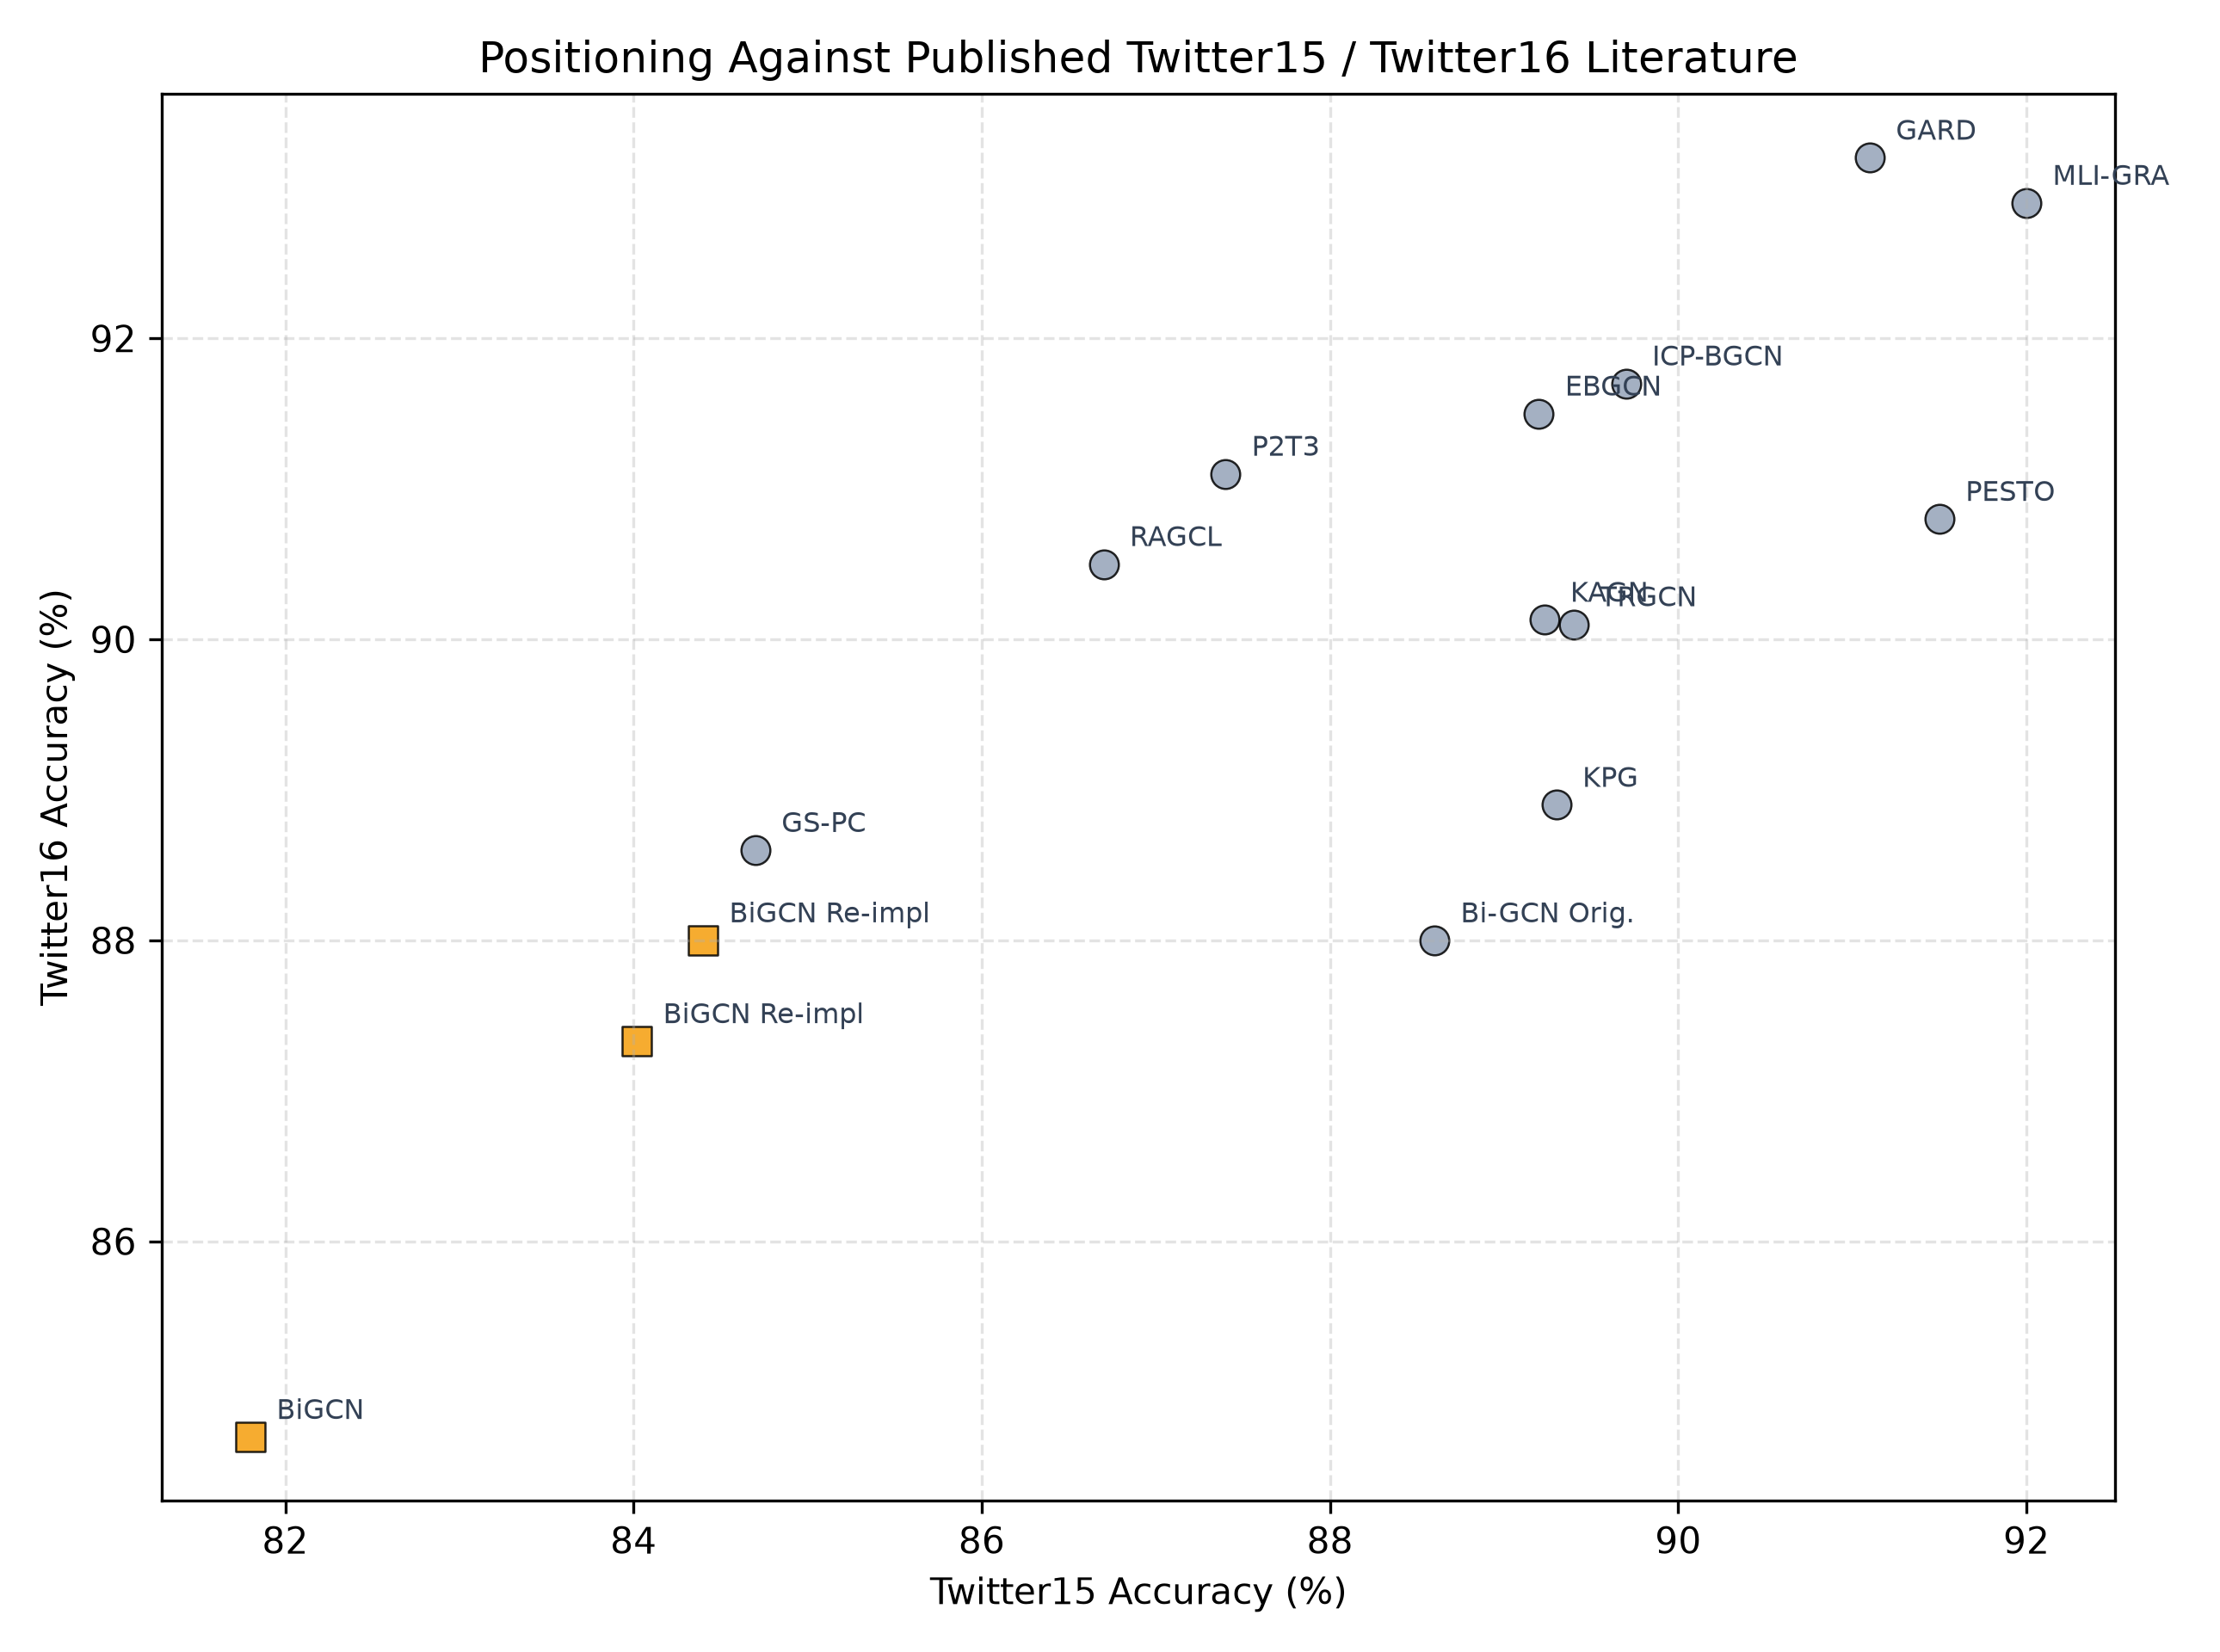 Positioning Against Published Twitter15 / Twitter16 Literature
GARD
MLI-GRA
92
ICP-BGCN
EBGCN
P2T3
PESTO
RAGCL
KAGN
TRGCN
90
KPG
GS-PC
BiGCN Re-impl
Bi-GCN Orig.
88
BiGCN Re-impl
86
BiGCN
82
84
86
88
90
92
Twitter15 Accuracy (%)
Twitter16 Accuracy (%)